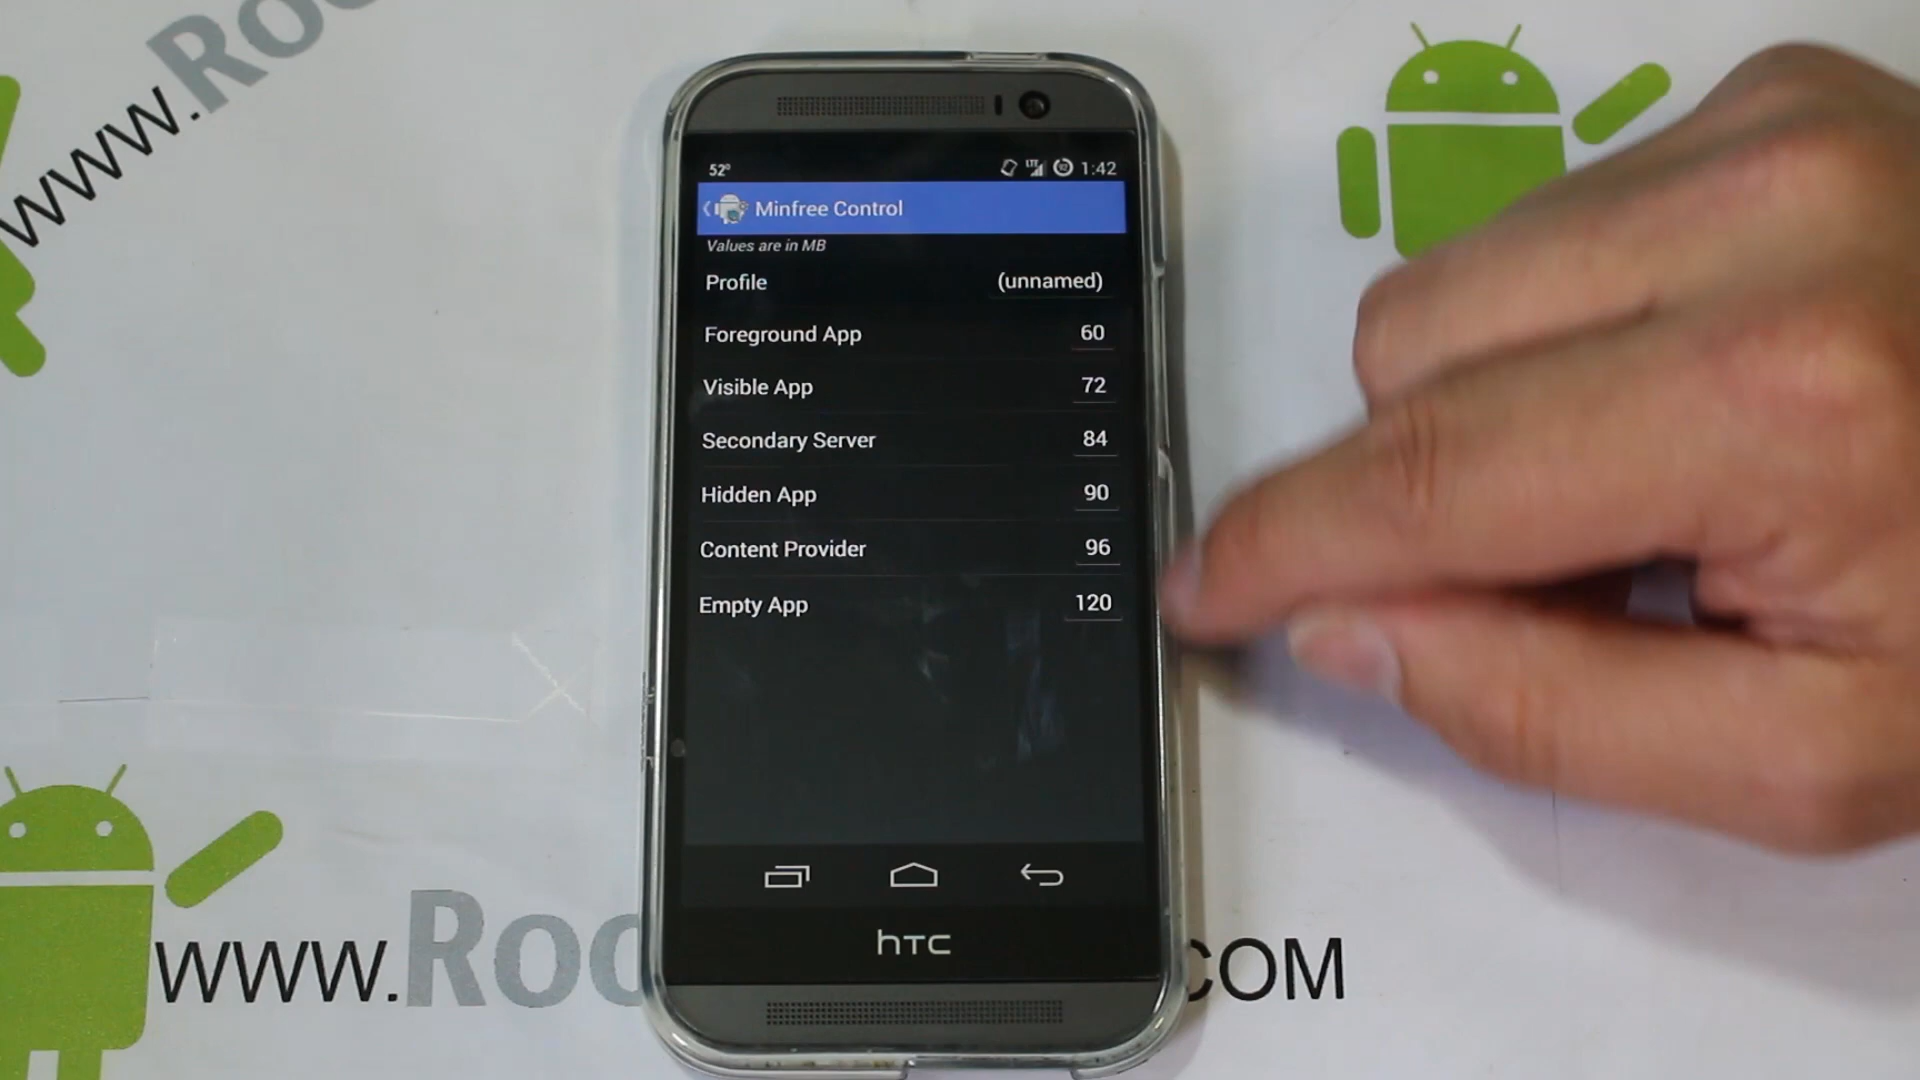 www.Ro
52°
LTE
1:42
Minfree Control
Values are in MB
Profile (unnamed)
Foreground App 60
Visible App 72
Secondary Server 84
Hidden App 90
Content Provider 96
Empty App 120
hTC
www.Roo
COM